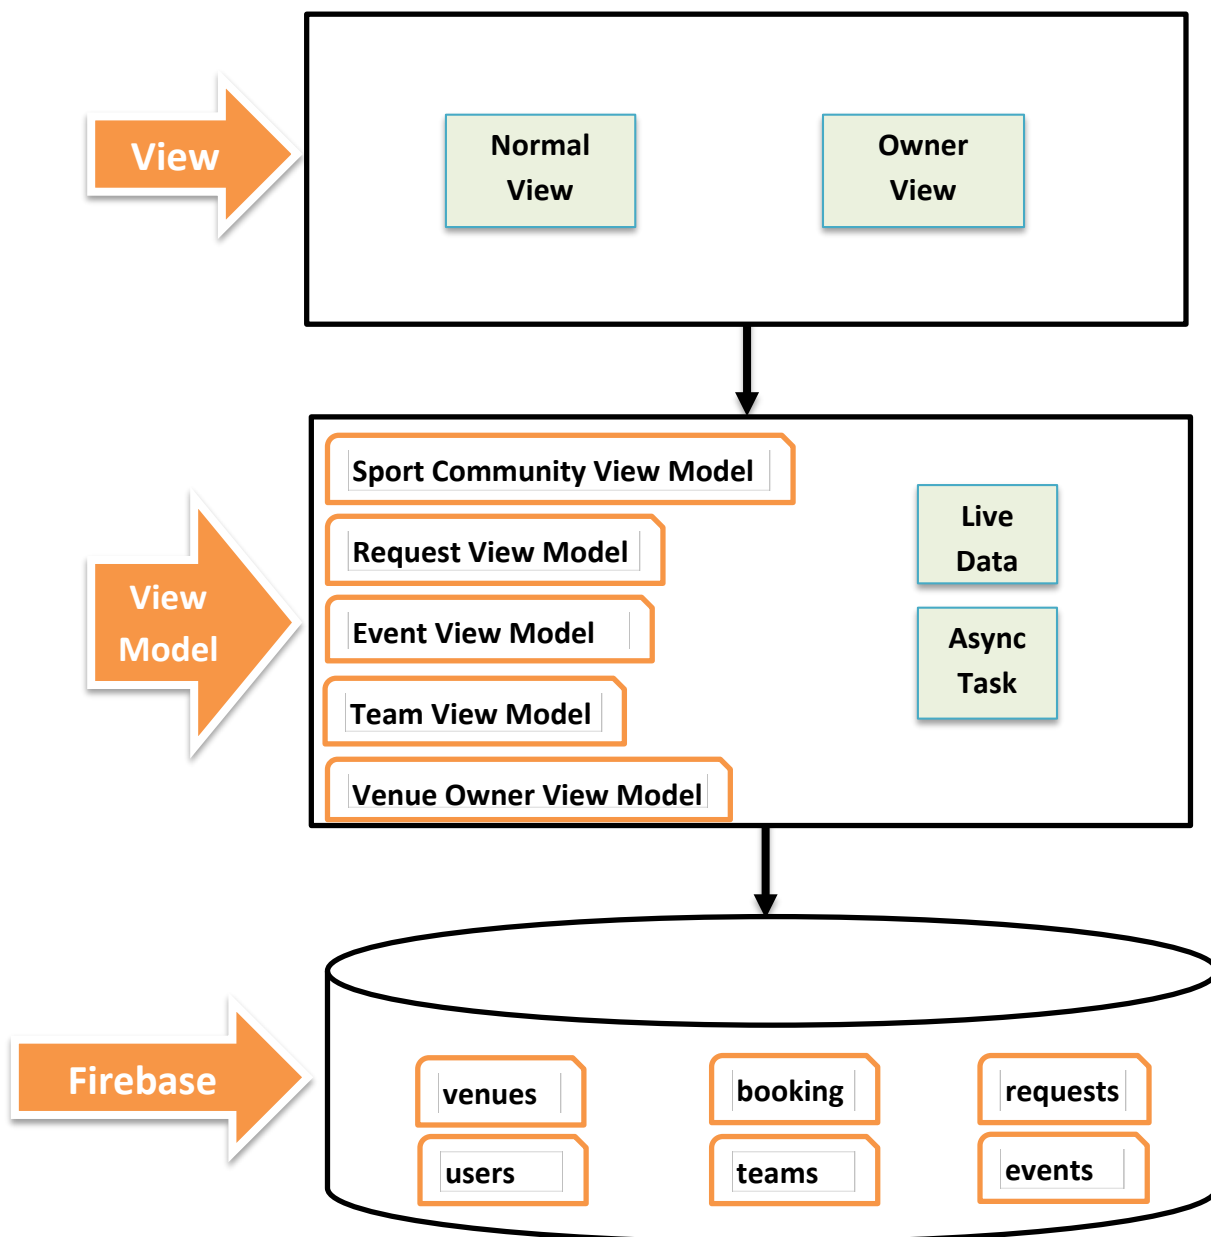 View
Normal
View
Owner
View
View
Model
Sport Community View Model
Request View Model
Event View Model
Team View Model
Venue Owner View Model
Live
Data
Async
Task
Firebase
venues
booking
requests
users
teams
events